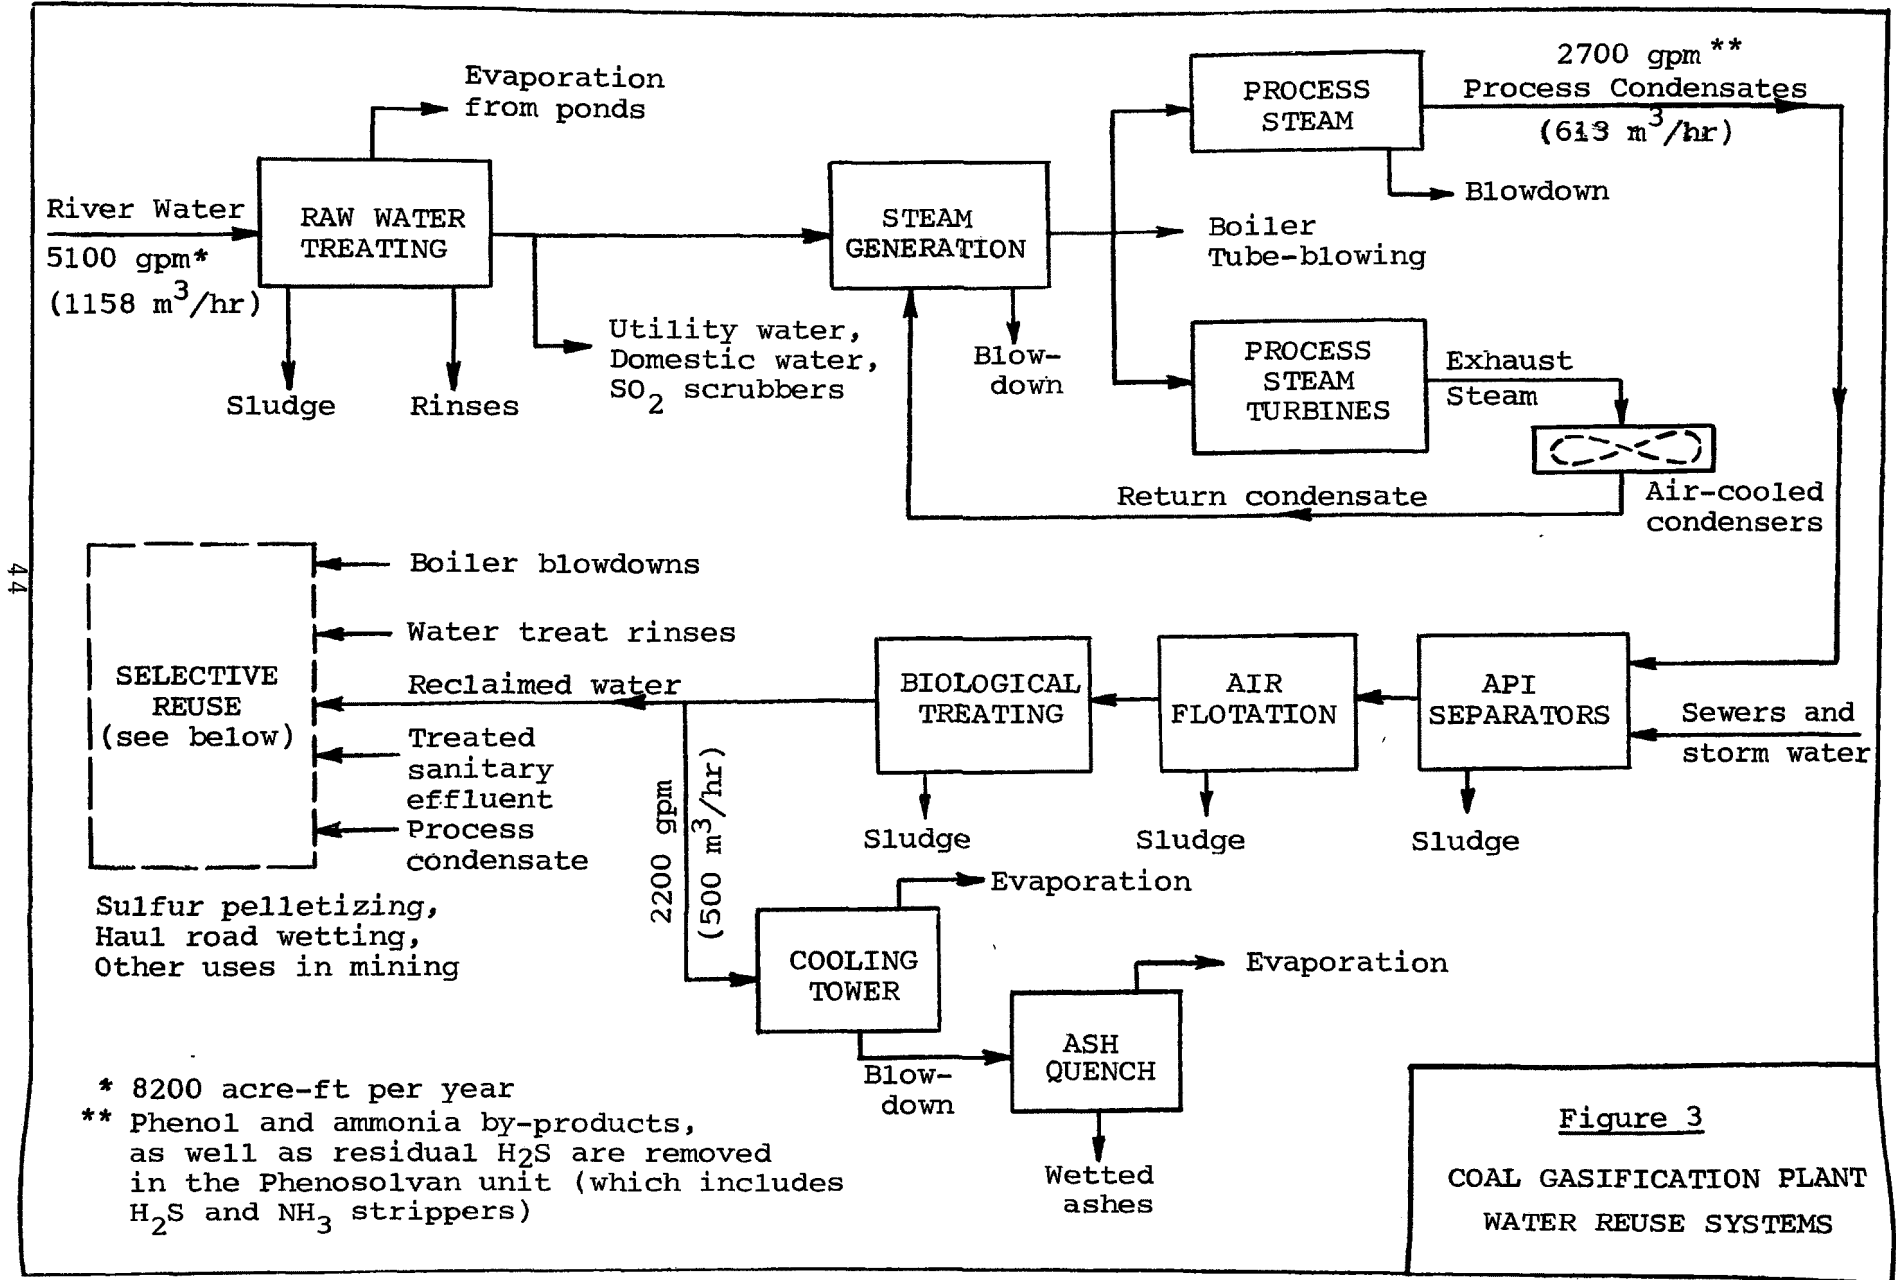 Evaporation
from ponds
River Water
5100 gpm*
(1158 m³/hr)
RAW WATER
TREATING
Sludge
Rinses
Utility water,
Domestic water,
SO₂ scrubbers
STEAM
GENERATION
Blow-
down
PROCESS
STEAM
2700 gpm**
Process Condensates
(613 m³/hr)
Blowdown
Boiler
Tube-blowing
PROCESS
STEAM
TURBINES
Exhaust
Steam
Air-cooled
condensers
Return condensate
44
SELECTIVE
REUSE
(see below)
Boiler blowdowns
Water treat rinses
Reclaimed water
Treated
sanitary
effluent
Process
condensate
Sulfur pelletizing,
Haul road wetting,
Other uses in mining
BIOLOGICAL
TREATING
AIR
FLOTATION
API
SEPARATORS
Sewers and
storm water
Sludge
Sludge
Sludge
2200 gpm
(500 m³/hr)
COOLING
TOWER
Evaporation
Blow-
down
ASH
QUENCH
Evaporation
Wetted
ashes
* 8200 acre-ft per year
** Phenol and ammonia by-products,
as well as residual H₂S are removed
in the Phenosolvan unit (which includes
H₂S and NH₃ strippers)
Figure 3
COAL GASIFICATION PLANT
WATER REUSE SYSTEMS